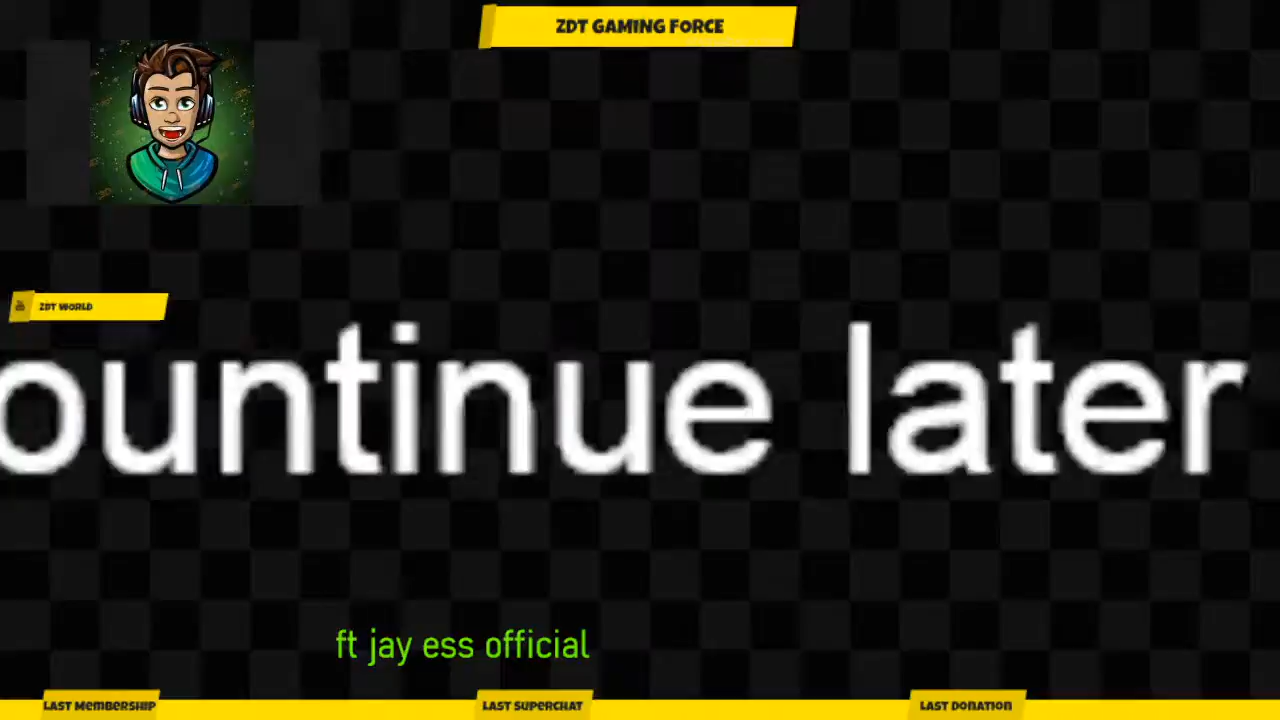 ZDT GAMING FORCE
ZDT WORLD
ountinue later
ft jay ess official
LAST MEMBERSHIP
LAST SUPERCHAT
LAST DONATION